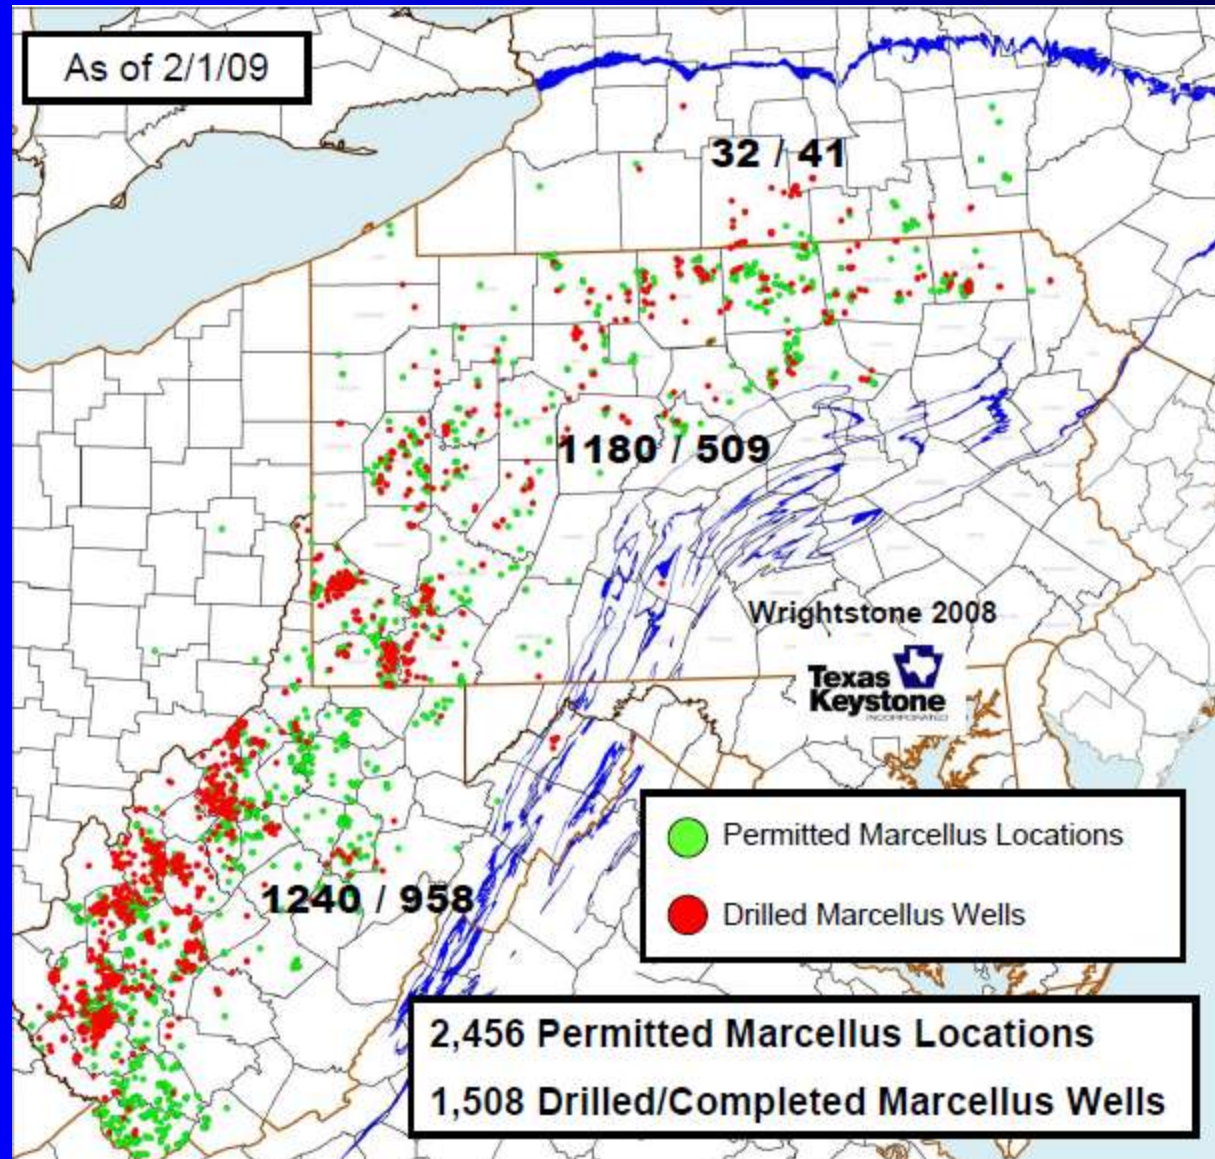 As of 2/1/09
32 / 41
1180 / 509
Wrightstone 2008
Texas
Keystone
INCORPORATED
Permitted Marcellus Locations
1240 / 958
Drilled Marcellus Wells
2,456 Permitted Marcellus Locations
1,508 Drilled/Completed Marcellus Wells